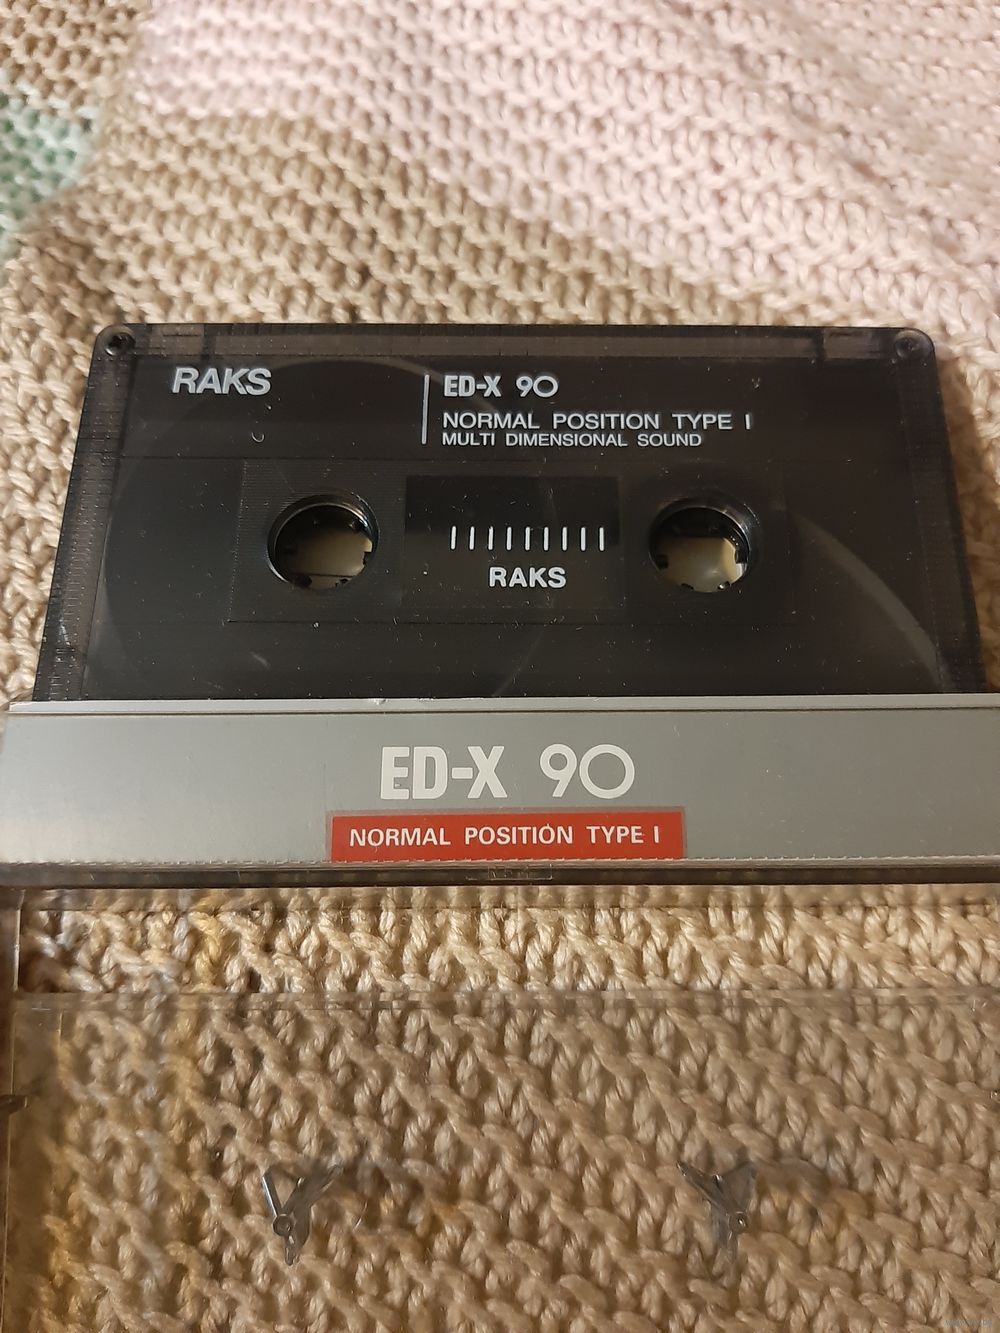 RAKS
ED-X 90
NORMAL POSITION TYPE I
MULTI DIMENSIONAL SOUND
RAKS
ED-X 90
NORMAL POSITION TYPE I